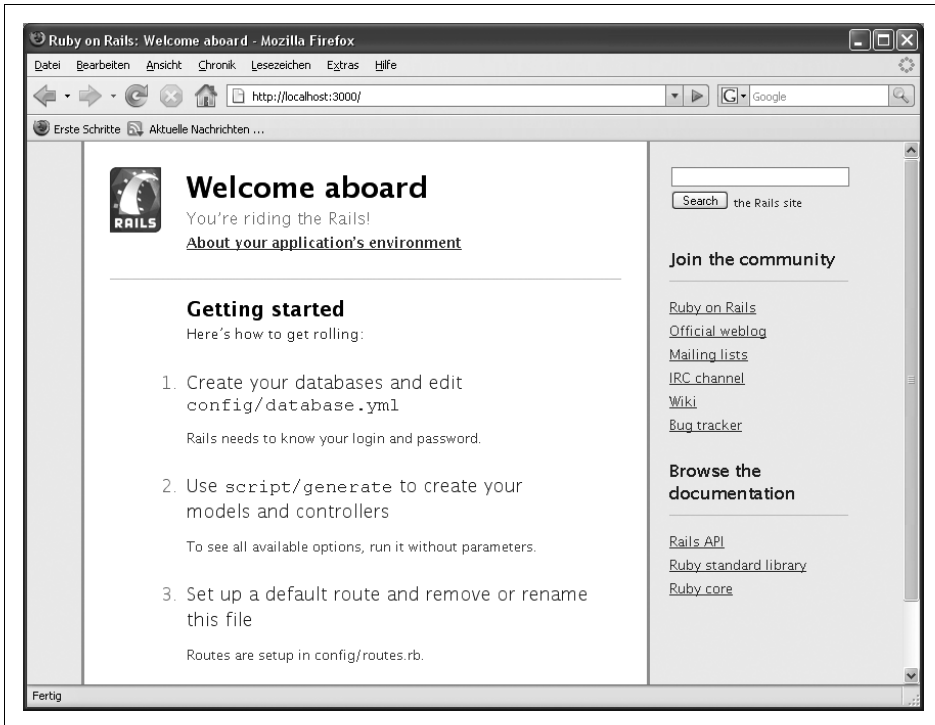 Ruby on Rails: Welcome aboard - Mozilla Firefox
Datei Bearbeiten Ansicht Chronik Lesezeichen Extras Hilfe
http://localhost:3000/
G Google
Erste Schritte Aktuelle Nachrichten ...
RAILS
Welcome aboard
You're riding the Rails!
About your application's environment
Getting started
Here's how to get rolling:
1. Create your databases and edit
config/database.yml
Rails needs to know your login and password.
2. Use script/generate to create your
models and controllers
To see all available options, run it without parameters.
3. Set up a default route and remove or rename
this file
Routes are setup in config/routes.rb.
Search the Rails site
Join the community
Ruby on Rails
Official weblog
Mailing lists
IRC channel
Wiki
Bug tracker
Browse the
documentation
Rails API
Ruby standard library
Ruby core
Fertig